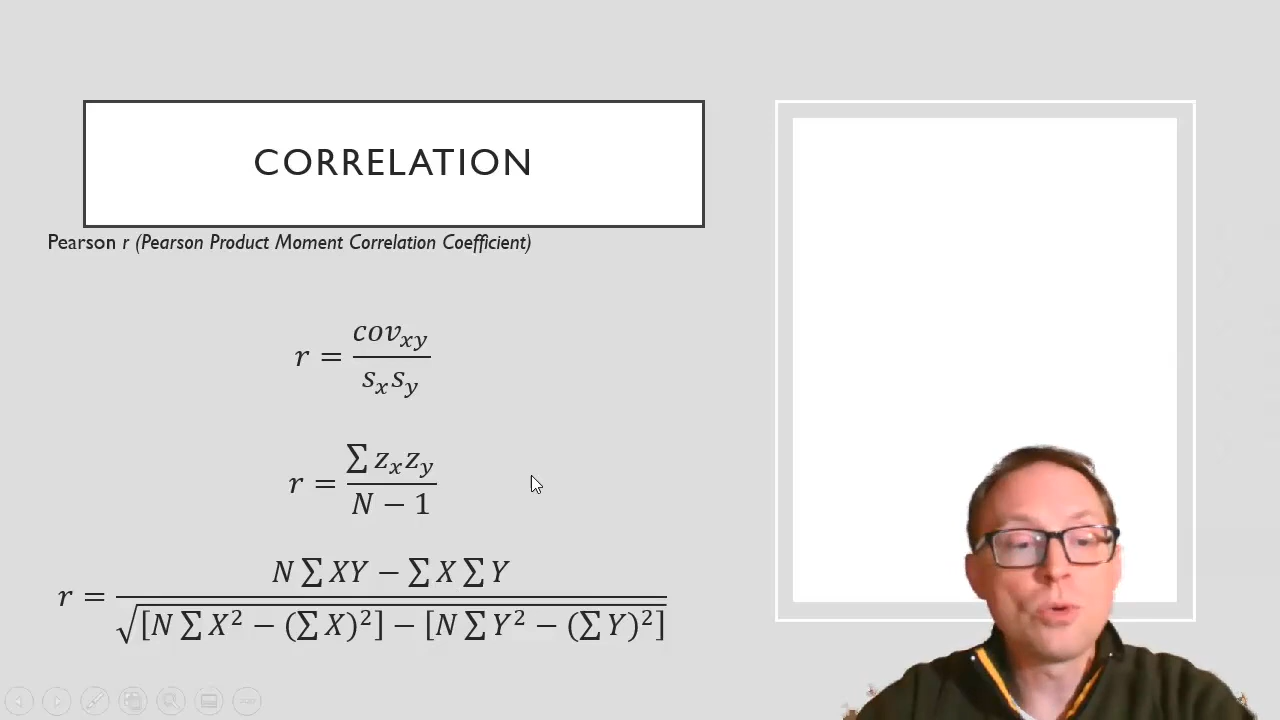 CORRELATION
Pearson r (Pearson Product Moment Correlation Coefficient)
r = cov_xy / s_x s_y
r = ∑ z_x z_y / N − 1
r = N ∑ XY − ∑ X ∑ Y / √[N ∑ X² − (∑ X)²] − [N ∑ Y² − (∑ Y)²]